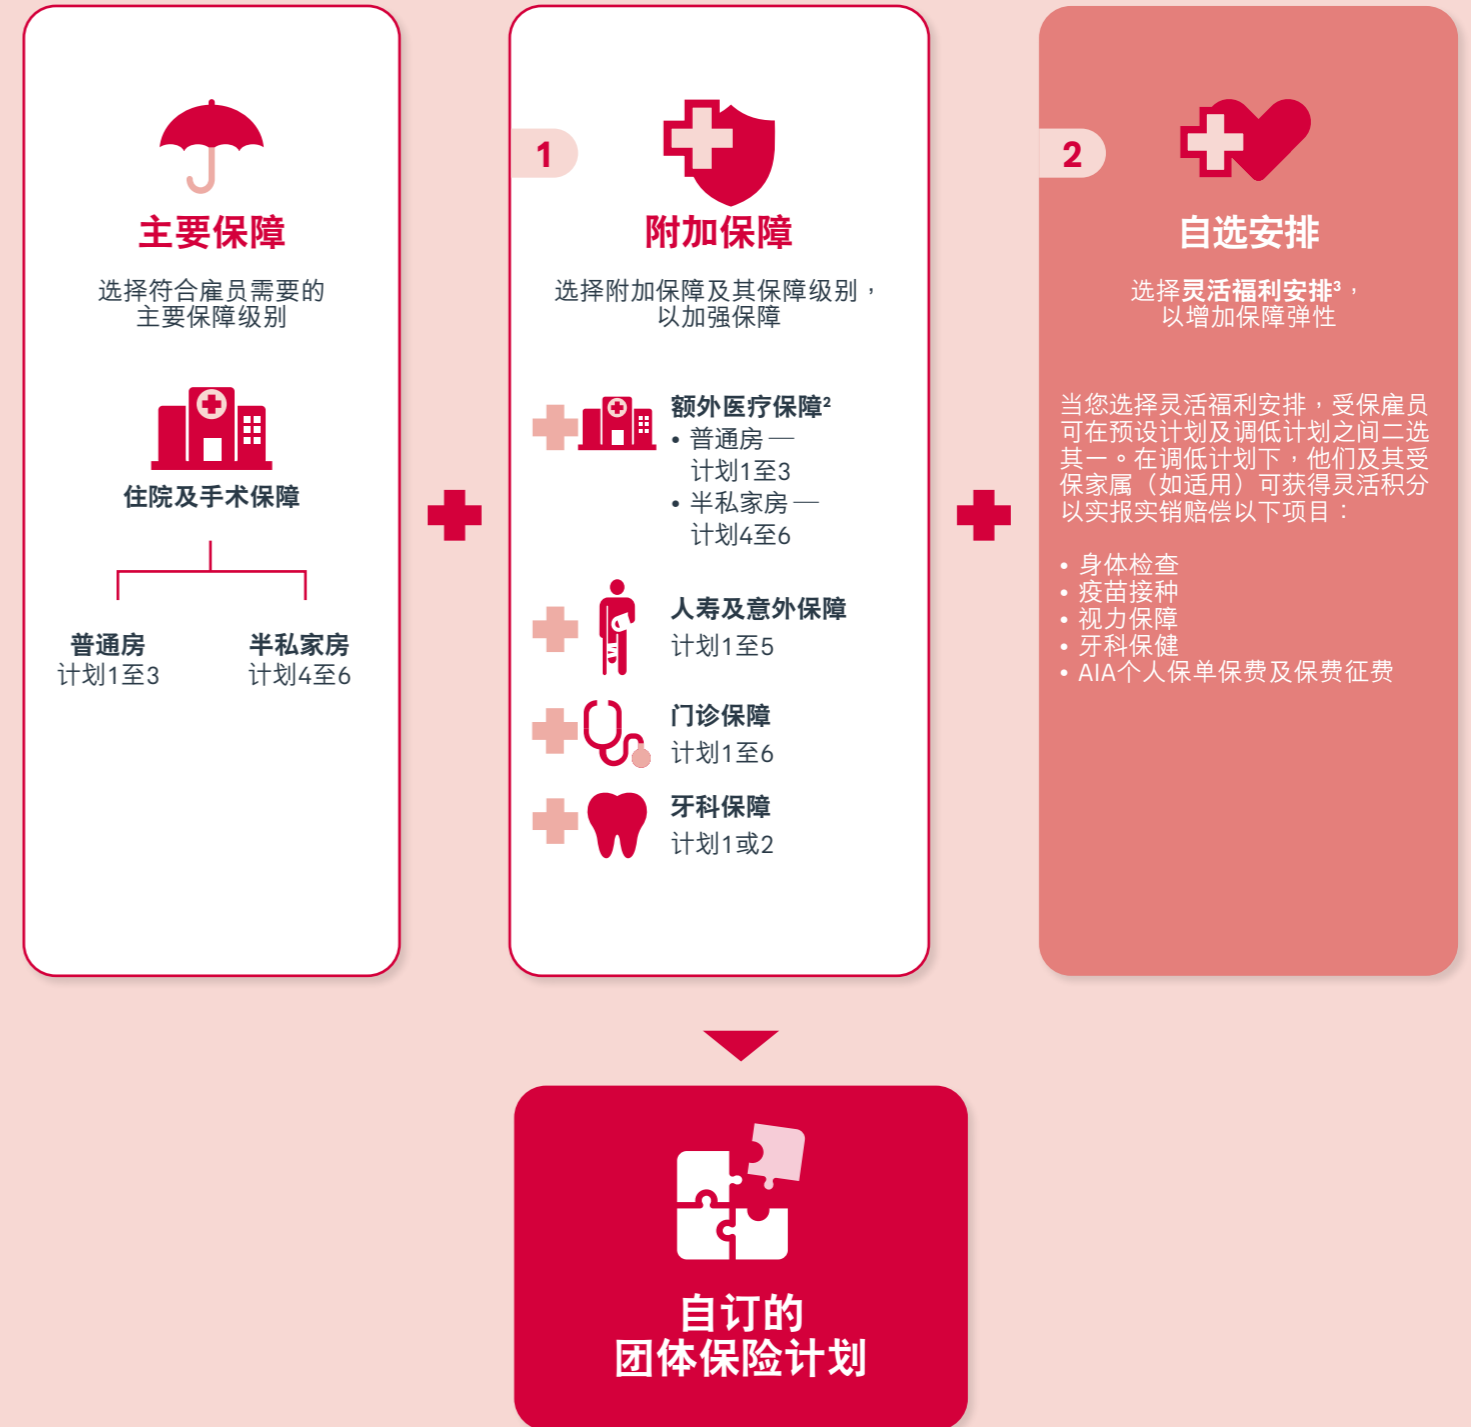 主要保障
选择符合雇员需要的
主要保障级别
住院及手术保障
普通房
计划1至3
半私家房
计划4至6
1
附加保障
选择附加保障及其保障级别，
以加强保障
额外医疗保障²
• 普通房 —
计划1至3
• 半私家房 —
计划4至6
人寿及意外保障
计划1至5
门诊保障
计划1至6
牙科保障
计划1或2
2
自选安排
选择灵活福利安排³，
以增加保障弹性
当您选择灵活福利安排，受保雇员
可在预设计划及调低计划之间二选
其一。在调低计划下，他们及其受
保家属（如适用）可获得灵活积分
以实报实销赔偿以下项目：
• 身体检查
• 疫苗接种
• 视力保障
• 牙科保健
• AIA个人保单保费及保费征费
自订的
团体保险计划